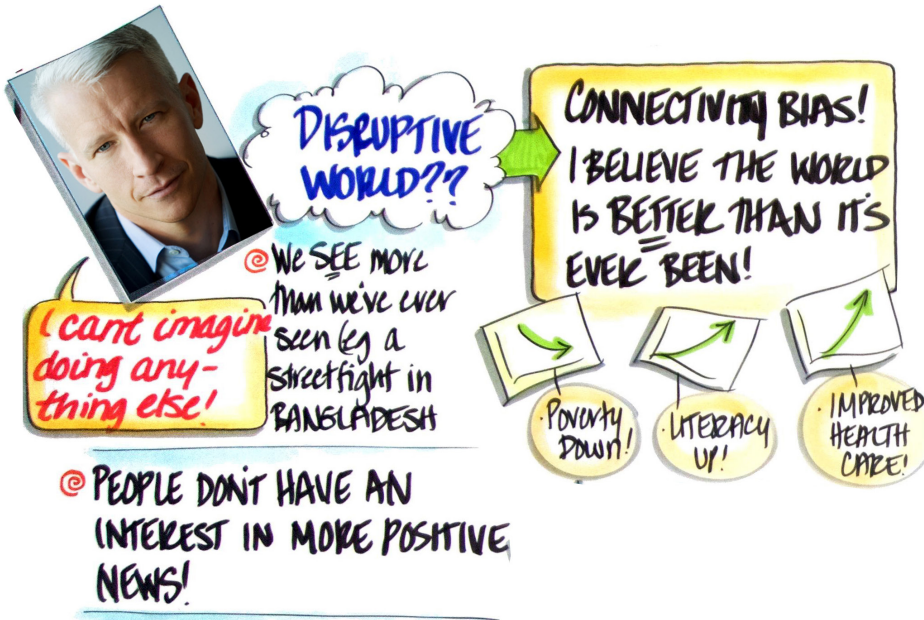 DISRUPTIVE
WORLD??
CONNECTIVITY BIAS!
I BELIEVE THE WORLD
IS BETTER THAN IT'S
EVER BEEN!
We SEE more
than we've ever
seen (eg a
streetfight in
BANGLADESH
I can't imagine
doing any-
thing else!
· Poverty
Down!
· LITERACY
UP!
· IMPROVED
HEALTH
CARE!
PEOPLE DON'T HAVE AN
INTEREST IN MORE POSITIVE
NEWS!